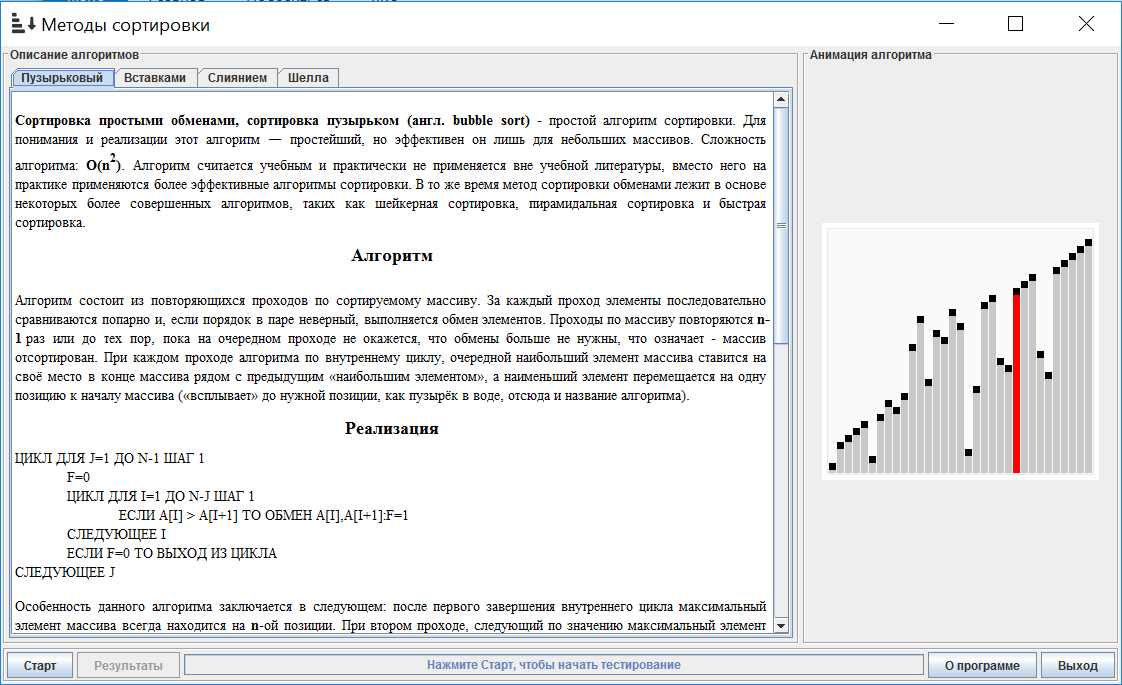 Методы сортировки
Описание алгоритмов
Анимация алгоритма
Пузырьковый Вставками Слиянием Шелла
Сортировка простыми обменами, сортировка пузырьком (англ. bubble sort) - простой алгоритм сортировки. Для
понимания и реализации этот алгоритм — простейший, но эффективен он лишь для небольших массивов. Сложность
алгоритма: O(n²). Алгоритм считается учебным и практически не применяется вне учебной литературы, вместо него на
практике применяются более эффективные алгоритмы сортировки. В то же время метод сортировки обменами лежит в основе
некоторых более совершенных алгоритмов, таких как шейкерная сортировка, пирамидальная сортировка и быстрая
сортировка.
Алгоритм
Алгоритм состоит из повторяющихся проходов по сортируемому массиву. За каждый проход элементы последовательно
сравниваются попарно и, если порядок в паре неверный, выполняется обмен элементов. Проходы по массиву повторяются n-
1 раз или до тех пор, пока на очередном проходе не окажется, что обмены больше не нужны, что означает - массив
отсортирован. При каждом проходе алгоритма по внутреннему циклу, очередной наибольший элемент массива ставится на
своё место в конце массива рядом с предыдущим «наибольшим элементом», а наименьший элемент перемещается на одну
позицию к началу массива («всплывает» до нужной позиции, как пузырёк в воде, отсюда и название алгоритма).
Реализация
ЦИКЛ ДЛЯ J=1 ДО N-1 ШАГ 1
F=0
ЦИКЛ ДЛЯ I=1 ДО N-J ШАГ 1
ЕСЛИ A[I] > A[I+1] ТО ОБМЕН A[I],A[I+1]:F=1
СЛЕДУЮЩЕЕ I
ЕСЛИ F=0 ТО ВЫХОД ИЗ ЦИКЛА
СЛЕДУЮЩЕЕ J
Особенность данного алгоритма заключается в следующем: после первого завершения внутреннего цикла максимальный
элемент массива всегда находится на n-ой позиции. При втором проходе, следующий по значению максимальный элемент
Старт Результаты Нажмите Старт, чтобы начать тестирование О программе Выход